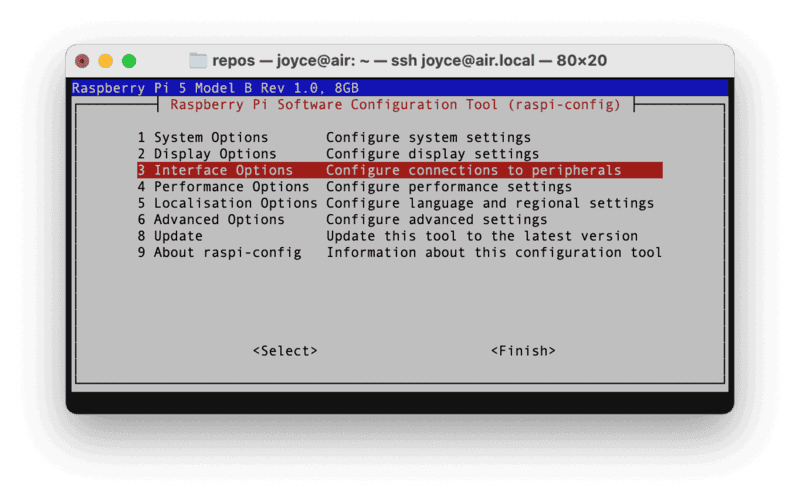 repos — joyce@air: ~ — ssh joyce@air.local — 80×20
Raspberry Pi 5 Model B Rev 1.0, 8GB
Raspberry Pi Software Configuration Tool (raspi-config)
1 System Options Configure system settings
2 Display Options Configure display settings
3 Interface Options Configure connections to peripherals
4 Performance Options Configure performance settings
5 Localisation Options Configure language and regional settings
6 Advanced Options Configure advanced settings
8 Update Update this tool to the latest version
9 About raspi-config Information about this configuration tool
<Select> <Finish>